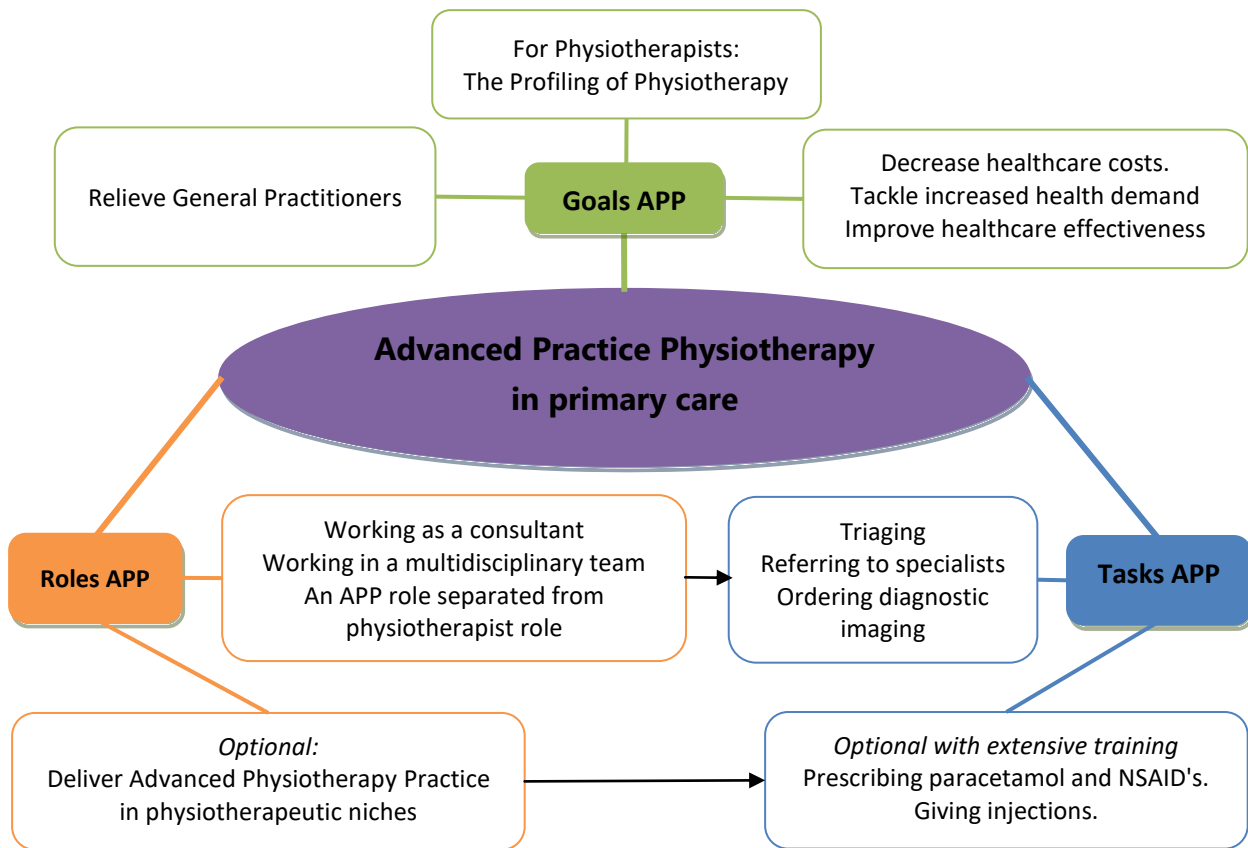 For Physiotherapists:
The Profiling of Physiotherapy
Relieve General Practitioners
Goals APP
Decrease healthcare costs.
Tackle increased health demand
Improve healthcare effectiveness
Advanced Practice Physiotherapy
in primary care
Roles APP
Working as a consultant
Working in a multidisciplinary team
An APP role separated from
physiotherapist role
Triaging
Referring to specialists
Ordering diagnostic
imaging
Tasks APP
Optional:
Deliver Advanced Physiotherapy Practice
in physiotherapeutic niches
Optional with extensive training
Prescribing paracetamol and NSAID's.
Giving injections.